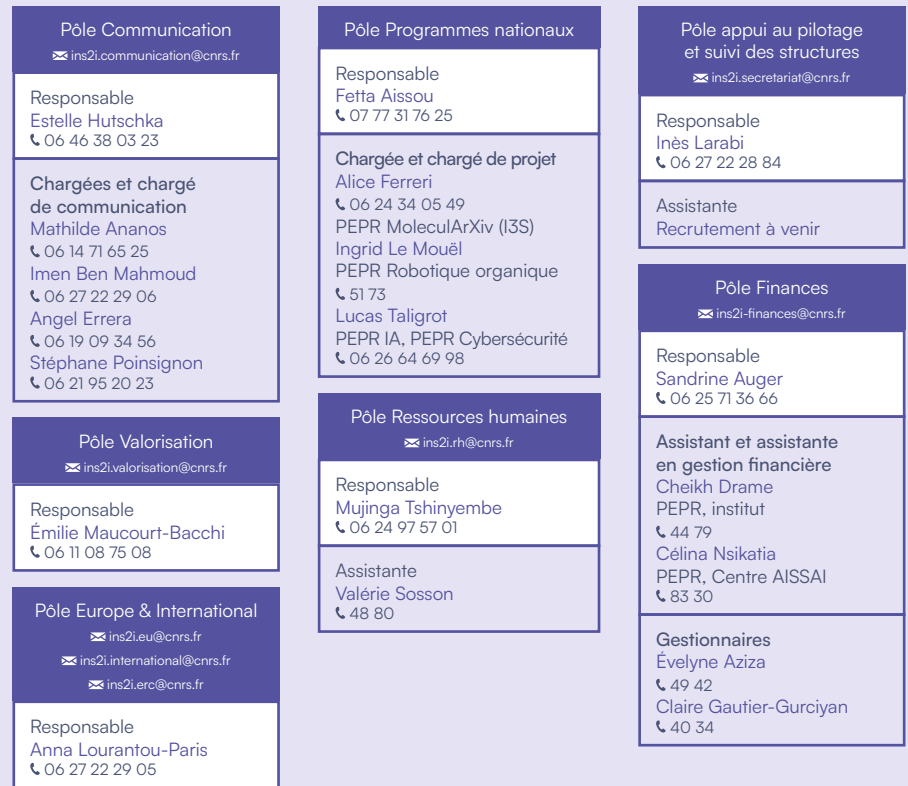 Pôle Communication
ins2i.communication@cnrs.fr
Responsable
Estelle Hutschka
06 46 38 03 23
Chargées et chargé
de communication
Mathilde Ananos
06 14 71 65 25
Imen Ben Mahmoud
06 27 22 29 06
Angel Errera
06 19 09 34 56
Stéphane Poinsignon
06 21 95 20 23
Pôle Valorisation
ins2i.valorisation@cnrs.fr
Responsable
Émilie Maucourt-Bacchi
06 11 08 75 08
Pôle Europe & International
ins2i.eu@cnrs.fr
ins2i.international@cnrs.fr
ins2i.erc@cnrs.fr
Responsable
Anna Lourantou-Paris
06 27 22 29 05
Pôle Programmes nationaux
Responsable
Fetta Aissou
07 77 31 76 25
Chargée et chargé de projet
Alice Ferreri
06 24 34 05 49
PEPR MoleculArXiv (I3S)
Ingrid Le Mouël
PEPR Robotique organique
51 73
Lucas Taligrot
PEPR IA, PEPR Cybersécurité
06 26 64 69 98
Pôle Ressources humaines
ins2i.rh@cnrs.fr
Responsable
Mujinga Tshinyembe
06 24 97 57 01
Assistante
Valérie Sosson
48 80
Pôle appui au pilotage
et suivi des structures
ins2i.secretariat@cnrs.fr
Responsable
Inès Larabi
06 27 22 28 84
Assistante
Recrutement à venir
Pôle Finances
ins2i-finances@cnrs.fr
Responsable
Sandrine Auger
06 25 71 36 66
Assistant et assistante
en gestion financière
Cheikh Drame
PEPR, institut
44 79
Célina Nsikatia
PEPR, Centre AISSAI
83 30
Gestionnaires
Évelyne Aziza
49 42
Claire Gautier-Gurciyan
40 34